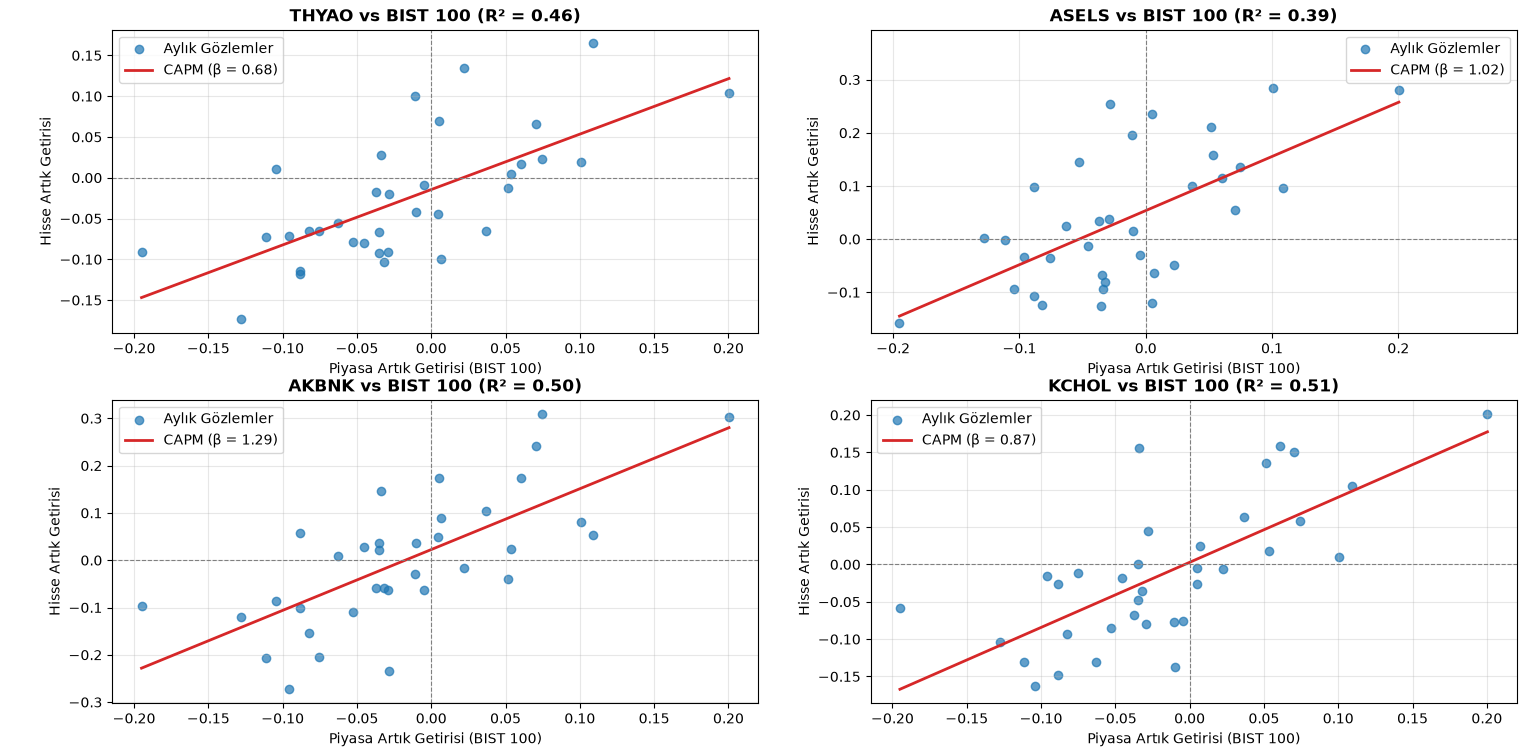 THYAO vs BIST 100 (R² = 0.46)
Aylık Gözlemler
CAPM (β = 0.68)
Hisse Artık Getirisi
0.15
0.10
0.05
0.00
−0.05
−0.10
−0.15
−0.20 −0.15 −0.10 −0.05 0.00 0.05 0.10 0.15 0.20
Piyasa Artık Getirisi (BIST 100)
ASELS vs BIST 100 (R² = 0.39)
Aylık Gözlemler
CAPM (β = 1.02)
Hisse Artık Getirisi
0.3
0.2
0.1
0.0
−0.1
−0.2 −0.1 0.0 0.1 0.2
Piyasa Artık Getirisi (BIST 100)
AKBNK vs BIST 100 (R² = 0.50)
Aylık Gözlemler
CAPM (β = 1.29)
Hisse Artık Getirisi
0.3
0.2
0.1
0.0
−0.1
−0.2
−0.3
−0.20 −0.15 −0.10 −0.05 0.00 0.05 0.10 0.15 0.20
Piyasa Artık Getirisi (BIST 100)
KCHOL vs BIST 100 (R² = 0.51)
Aylık Gözlemler
CAPM (β = 0.87)
Hisse Artık Getirisi
0.20
0.15
0.10
0.05
0.00
−0.05
−0.10
−0.15
−0.20 −0.15 −0.10 −0.05 0.00 0.05 0.10 0.15 0.20
Piyasa Artık Getirisi (BIST 100)